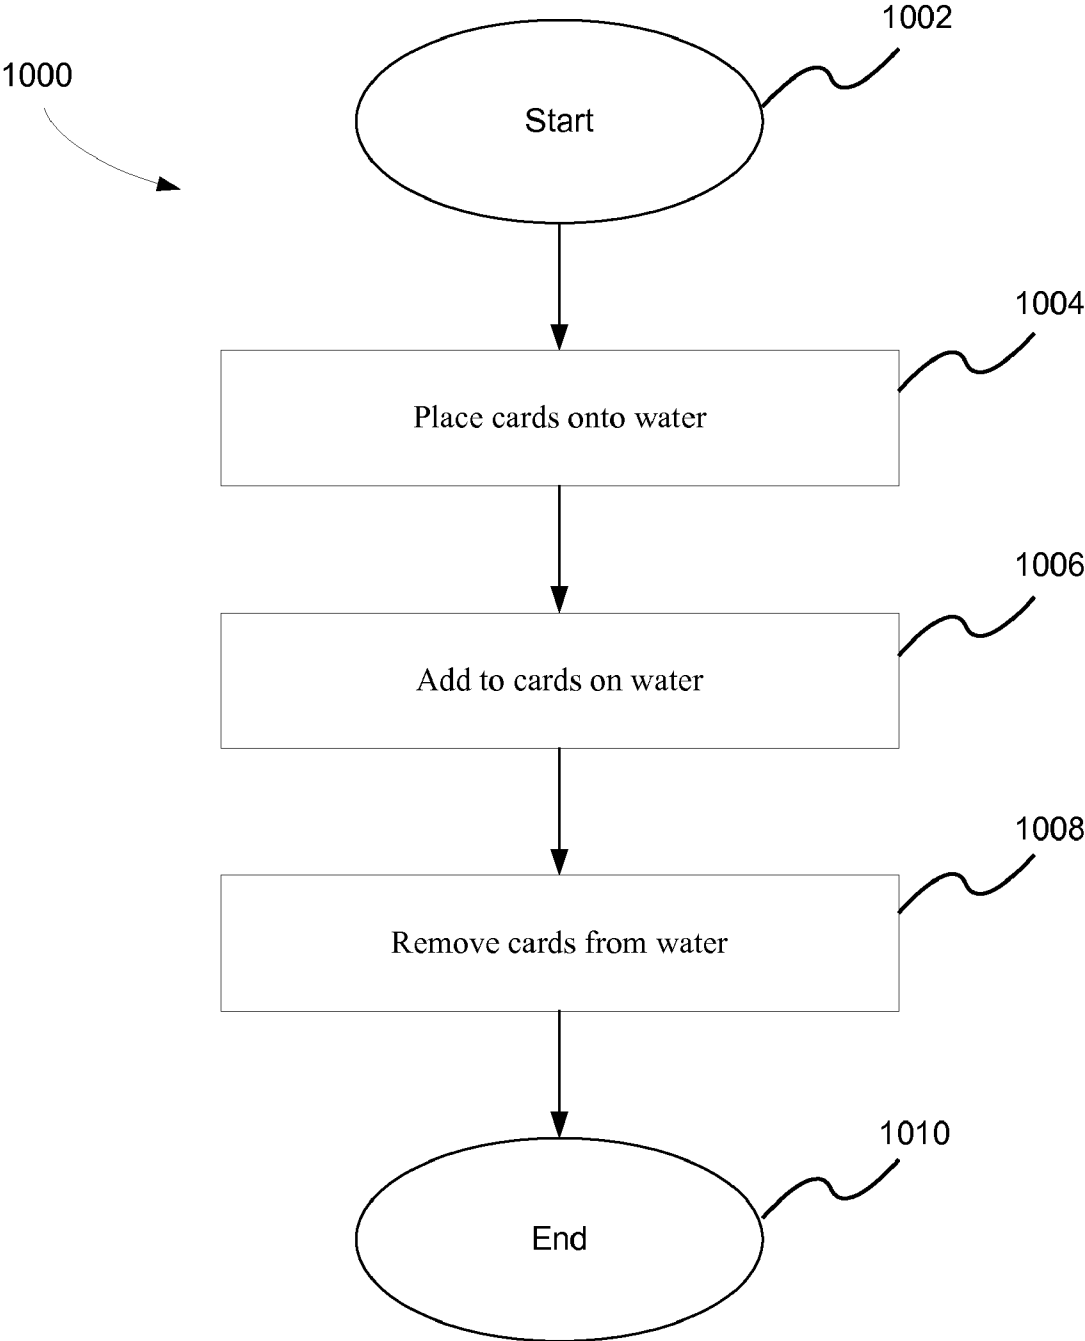 1002
1000
Start
1004
Place cards onto water
1006
Add to cards on water
1008
Remove cards from water
1010
End